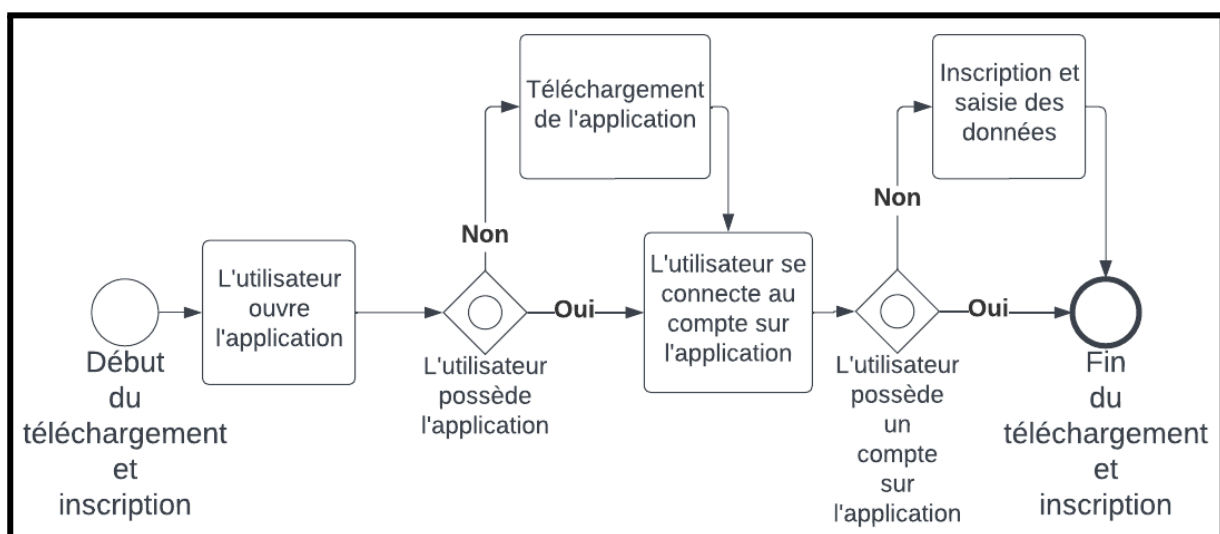 Début
du
téléchargement
et
inscription
L'utilisateur
ouvre
l'application
L'utilisateur
possède
l'application
Non
Téléchargement
de l'application
Oui
L'utilisateur se
connecte au
compte sur
l'application
L'utilisateur
possède
un
compte
sur
l'application
Non
Inscription et
saisie des
données
Oui
Fin
du
téléchargement
et
inscription